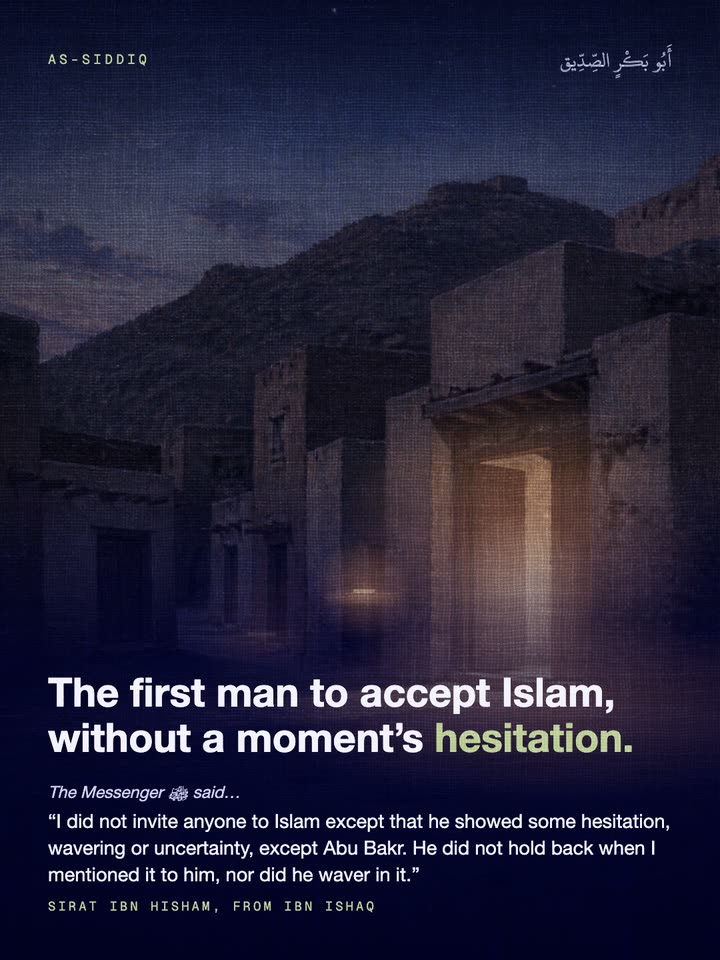 AS-SIDDIQ
أَبُو بَكْرٍ الصِّدِّيق
The first man to accept Islam,
without a moment’s hesitation.
The Messenger ﷺ said…
“I did not invite anyone to Islam except that he showed some hesitation,
wavering or uncertainty, except Abu Bakr. He did not hold back when I
mentioned it to him, nor did he waver in it.”
SIRAT IBN HISHAM, FROM IBN ISHAQ